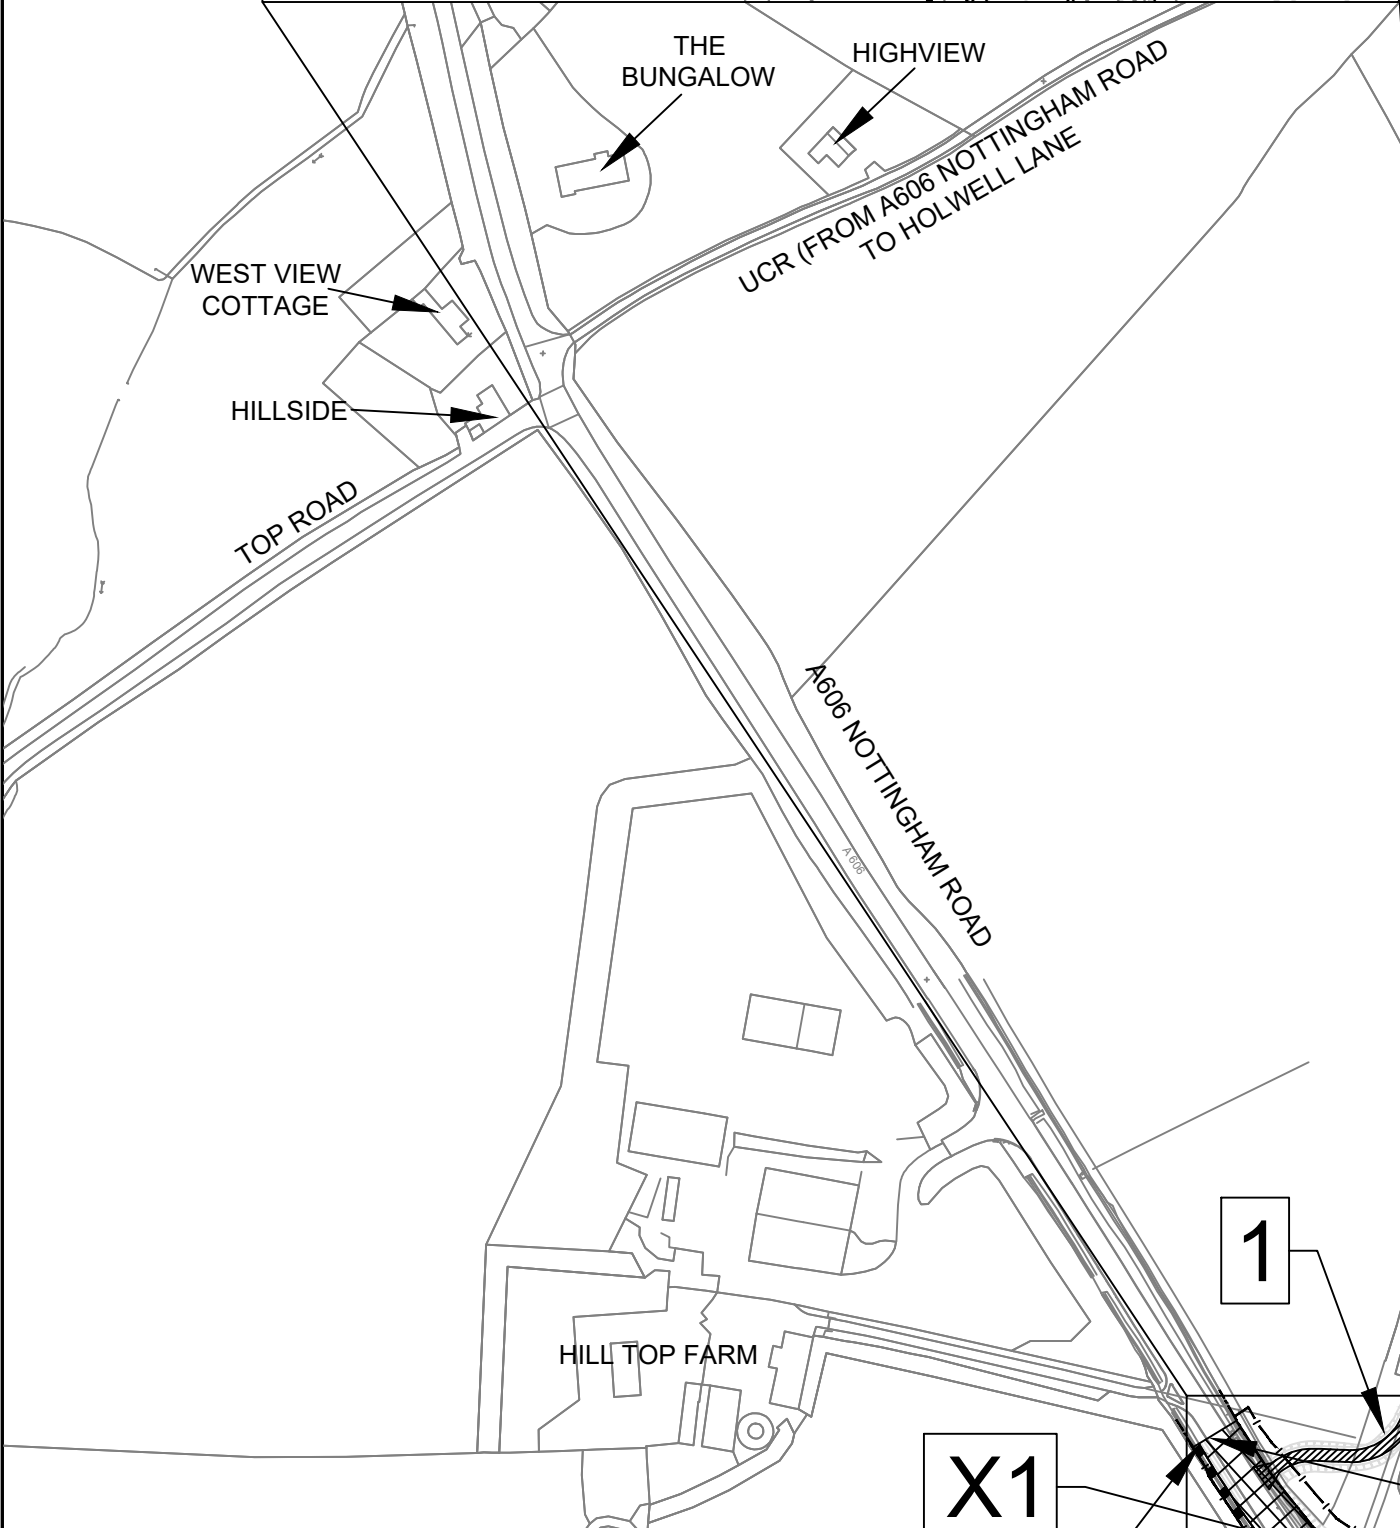 THE
BUNGALOW
HIGHVIEW
UCR (FROM A606 NOTTINGHAM ROAD
TO HOLWELL LANE
WEST VIEW
COTTAGE
HILLSIDE
TOP ROAD
A606 NOTTINGHAM ROAD
A 606
1
HILL TOP FARM
X1